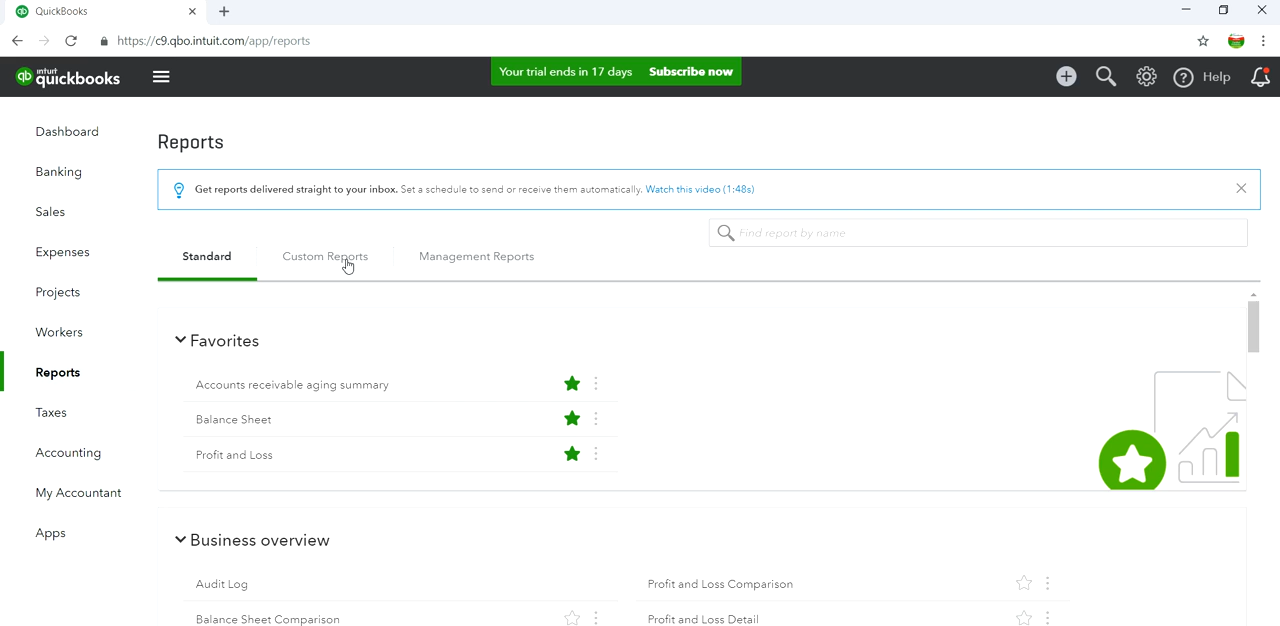 QuickBooks
https://c9.qbo.intuit.com/app/reports
intuit quickbooks
Your trial ends in 17 days Subscribe now
Help
Dashboard
Banking
Sales
Expenses
Projects
Workers
Reports
Taxes
Accounting
My Accountant
Apps
Reports
Get reports delivered straight to your inbox. Set a schedule to send or receive them automatically. Watch this video (1:48s)
Find report by name
Standard Custom Reports Management Reports
Favorites
Accounts receivable aging summary
Balance Sheet
Profit and Loss
Business overview
Audit Log Profit and Loss Comparison
Balance Sheet Comparison Profit and Loss Detail